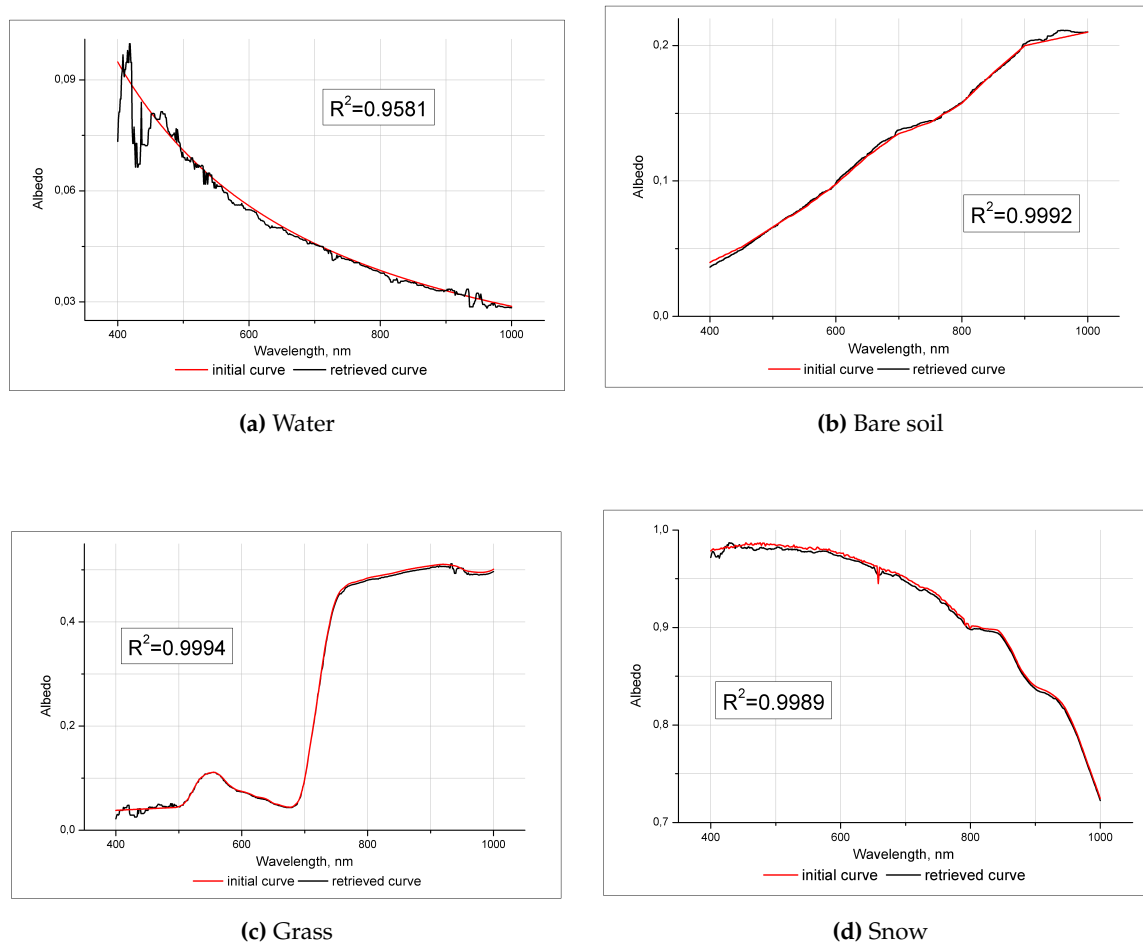 0,09
0,06
0,03
Albedo
R²=0.9581
400 600 800 1000
Wavelength, nm
initial curve retrieved curve
(a) Water
0,2
0,1
0,0
Albedo
R²=0.9992
400 600 800 1000
Wavelength, nm
initial curve retrieved curve
(b) Bare soil
0,4
0,2
0,0
Albedo
R²=0.9994
400 600 800 1000
Wavelength, nm
initial curve retrieved curve
(c) Grass
1,0
0,9
0,8
0,7
Albedo
R²=0.9989
400 600 800 1000
Wavelength, nm
initial curve retrieved curve
(d) Snow